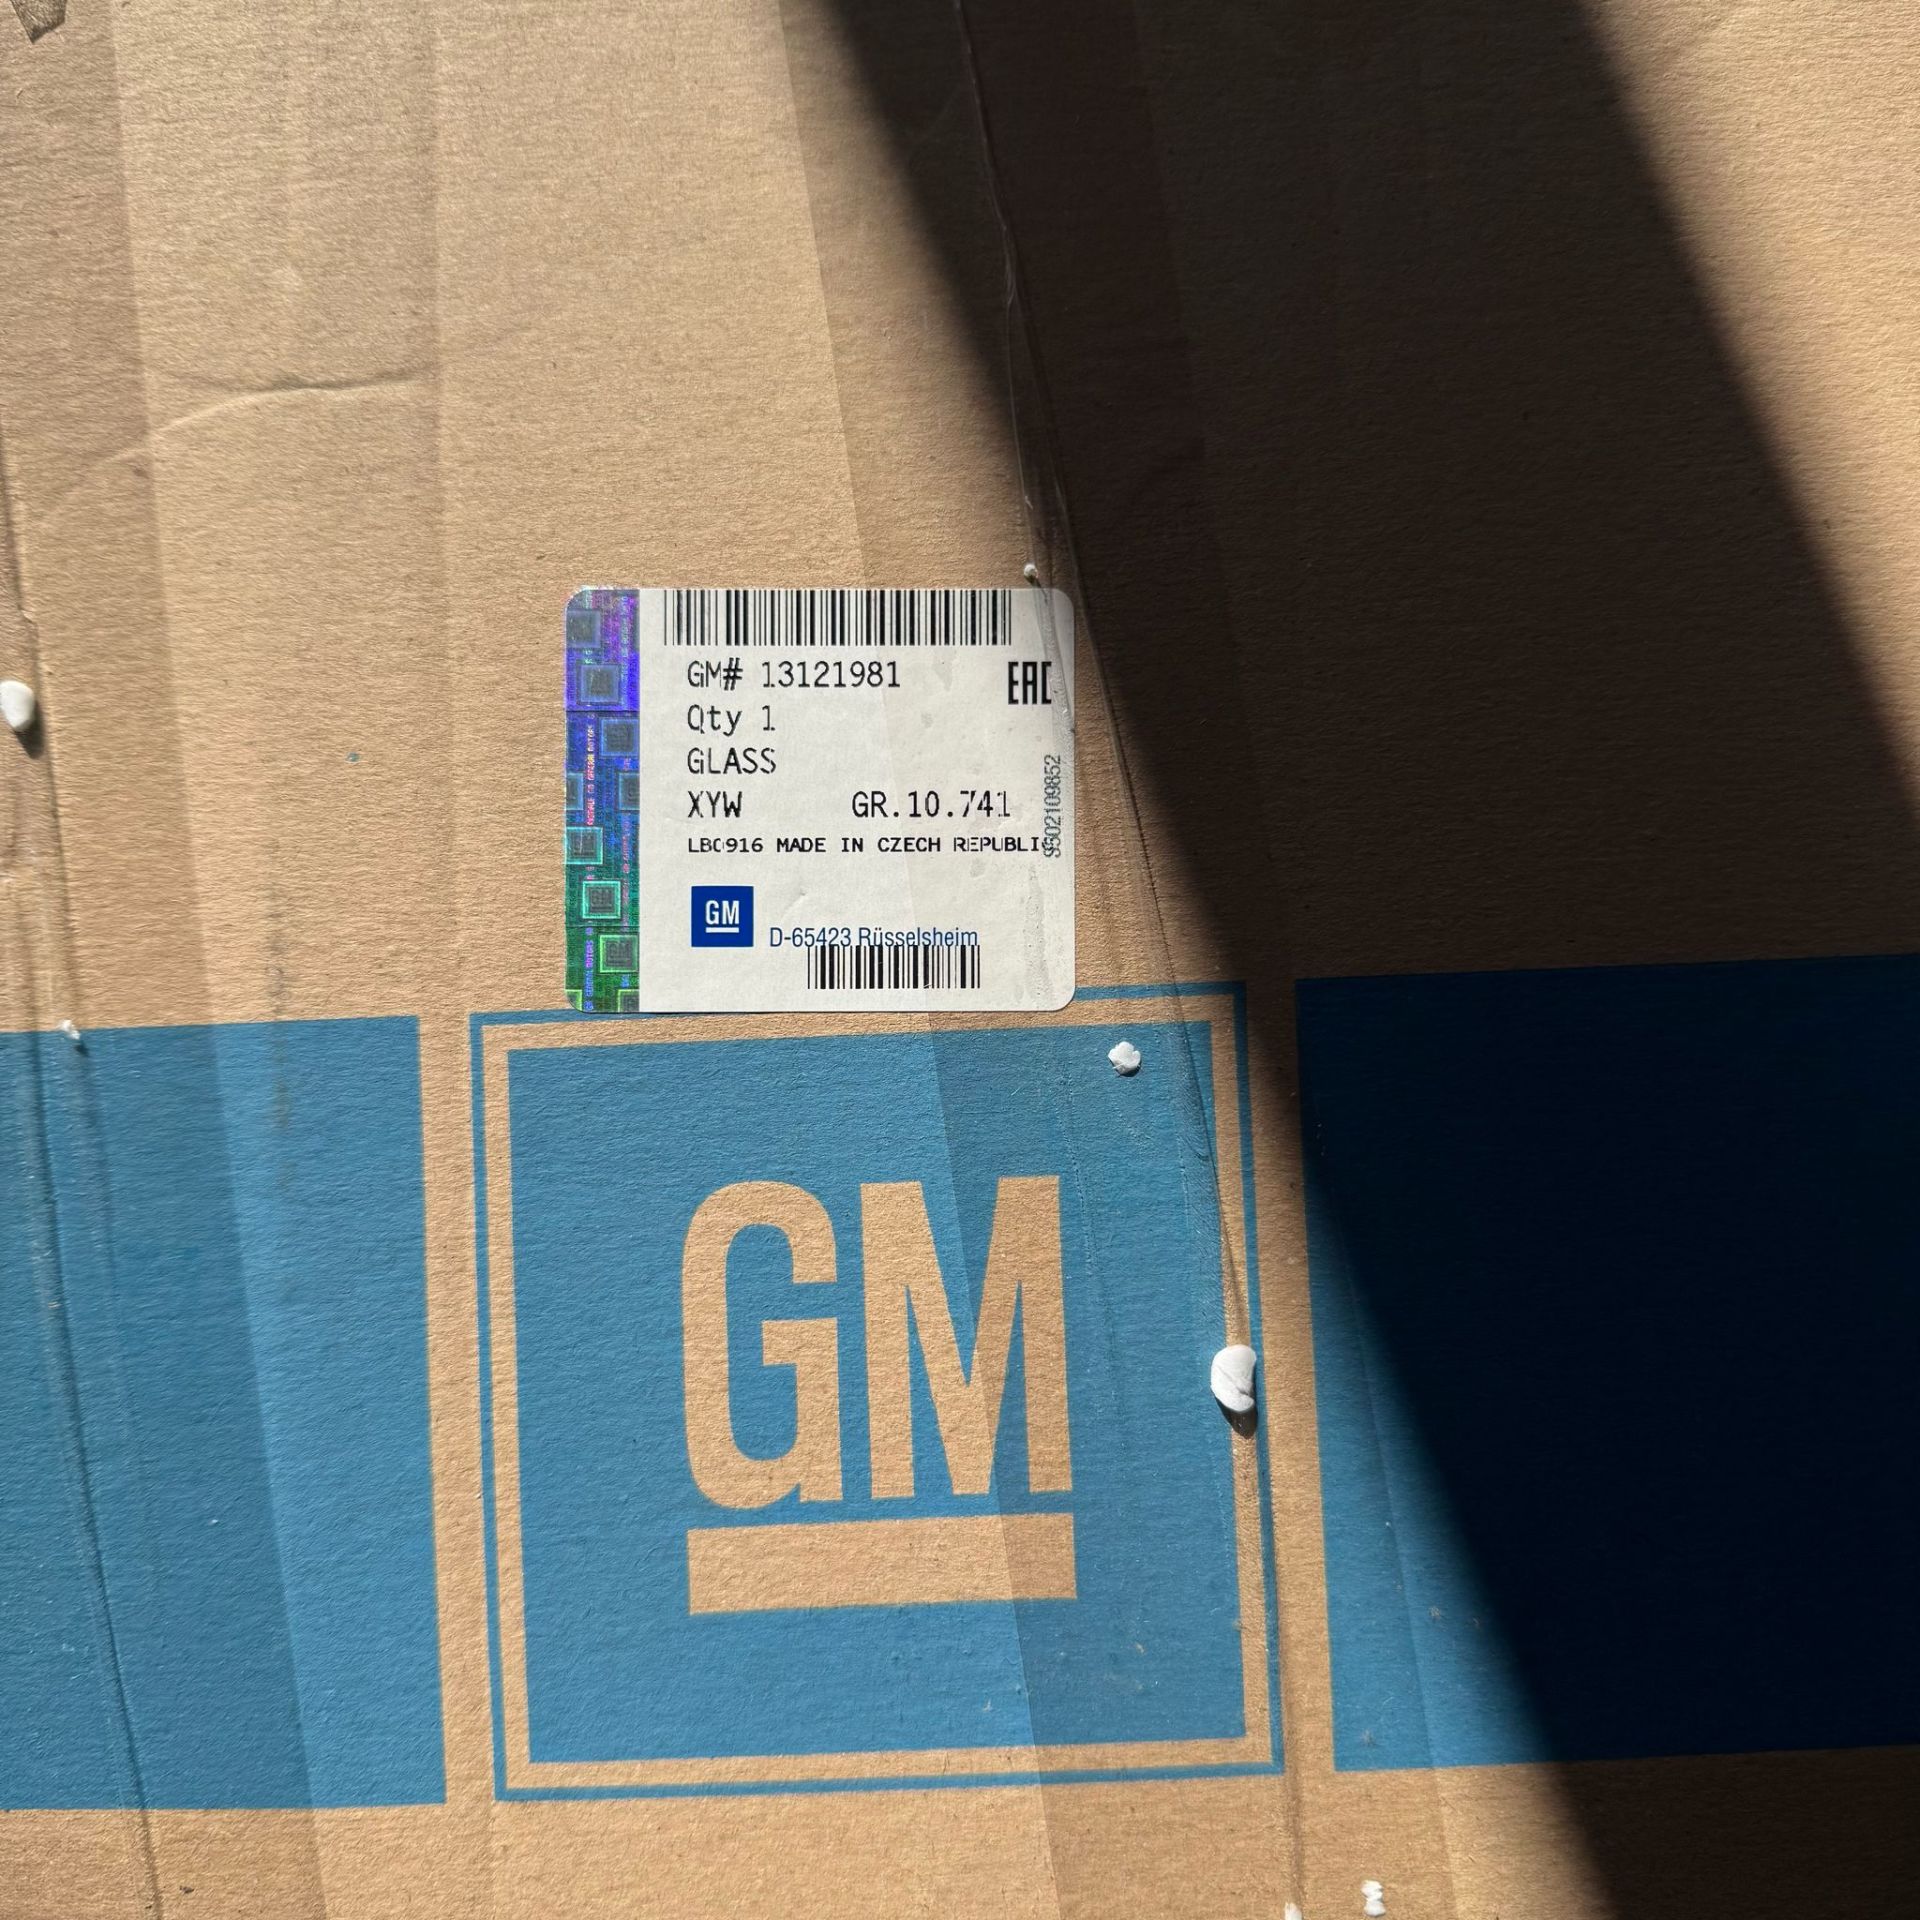 GM# 13121981
EAC
Qty 1
GLASS
XYW GR.10.741
LB0916 MADE IN CZECH REPUBLIC
9502109852
GM
D-65423 Rüsselsheim
GM